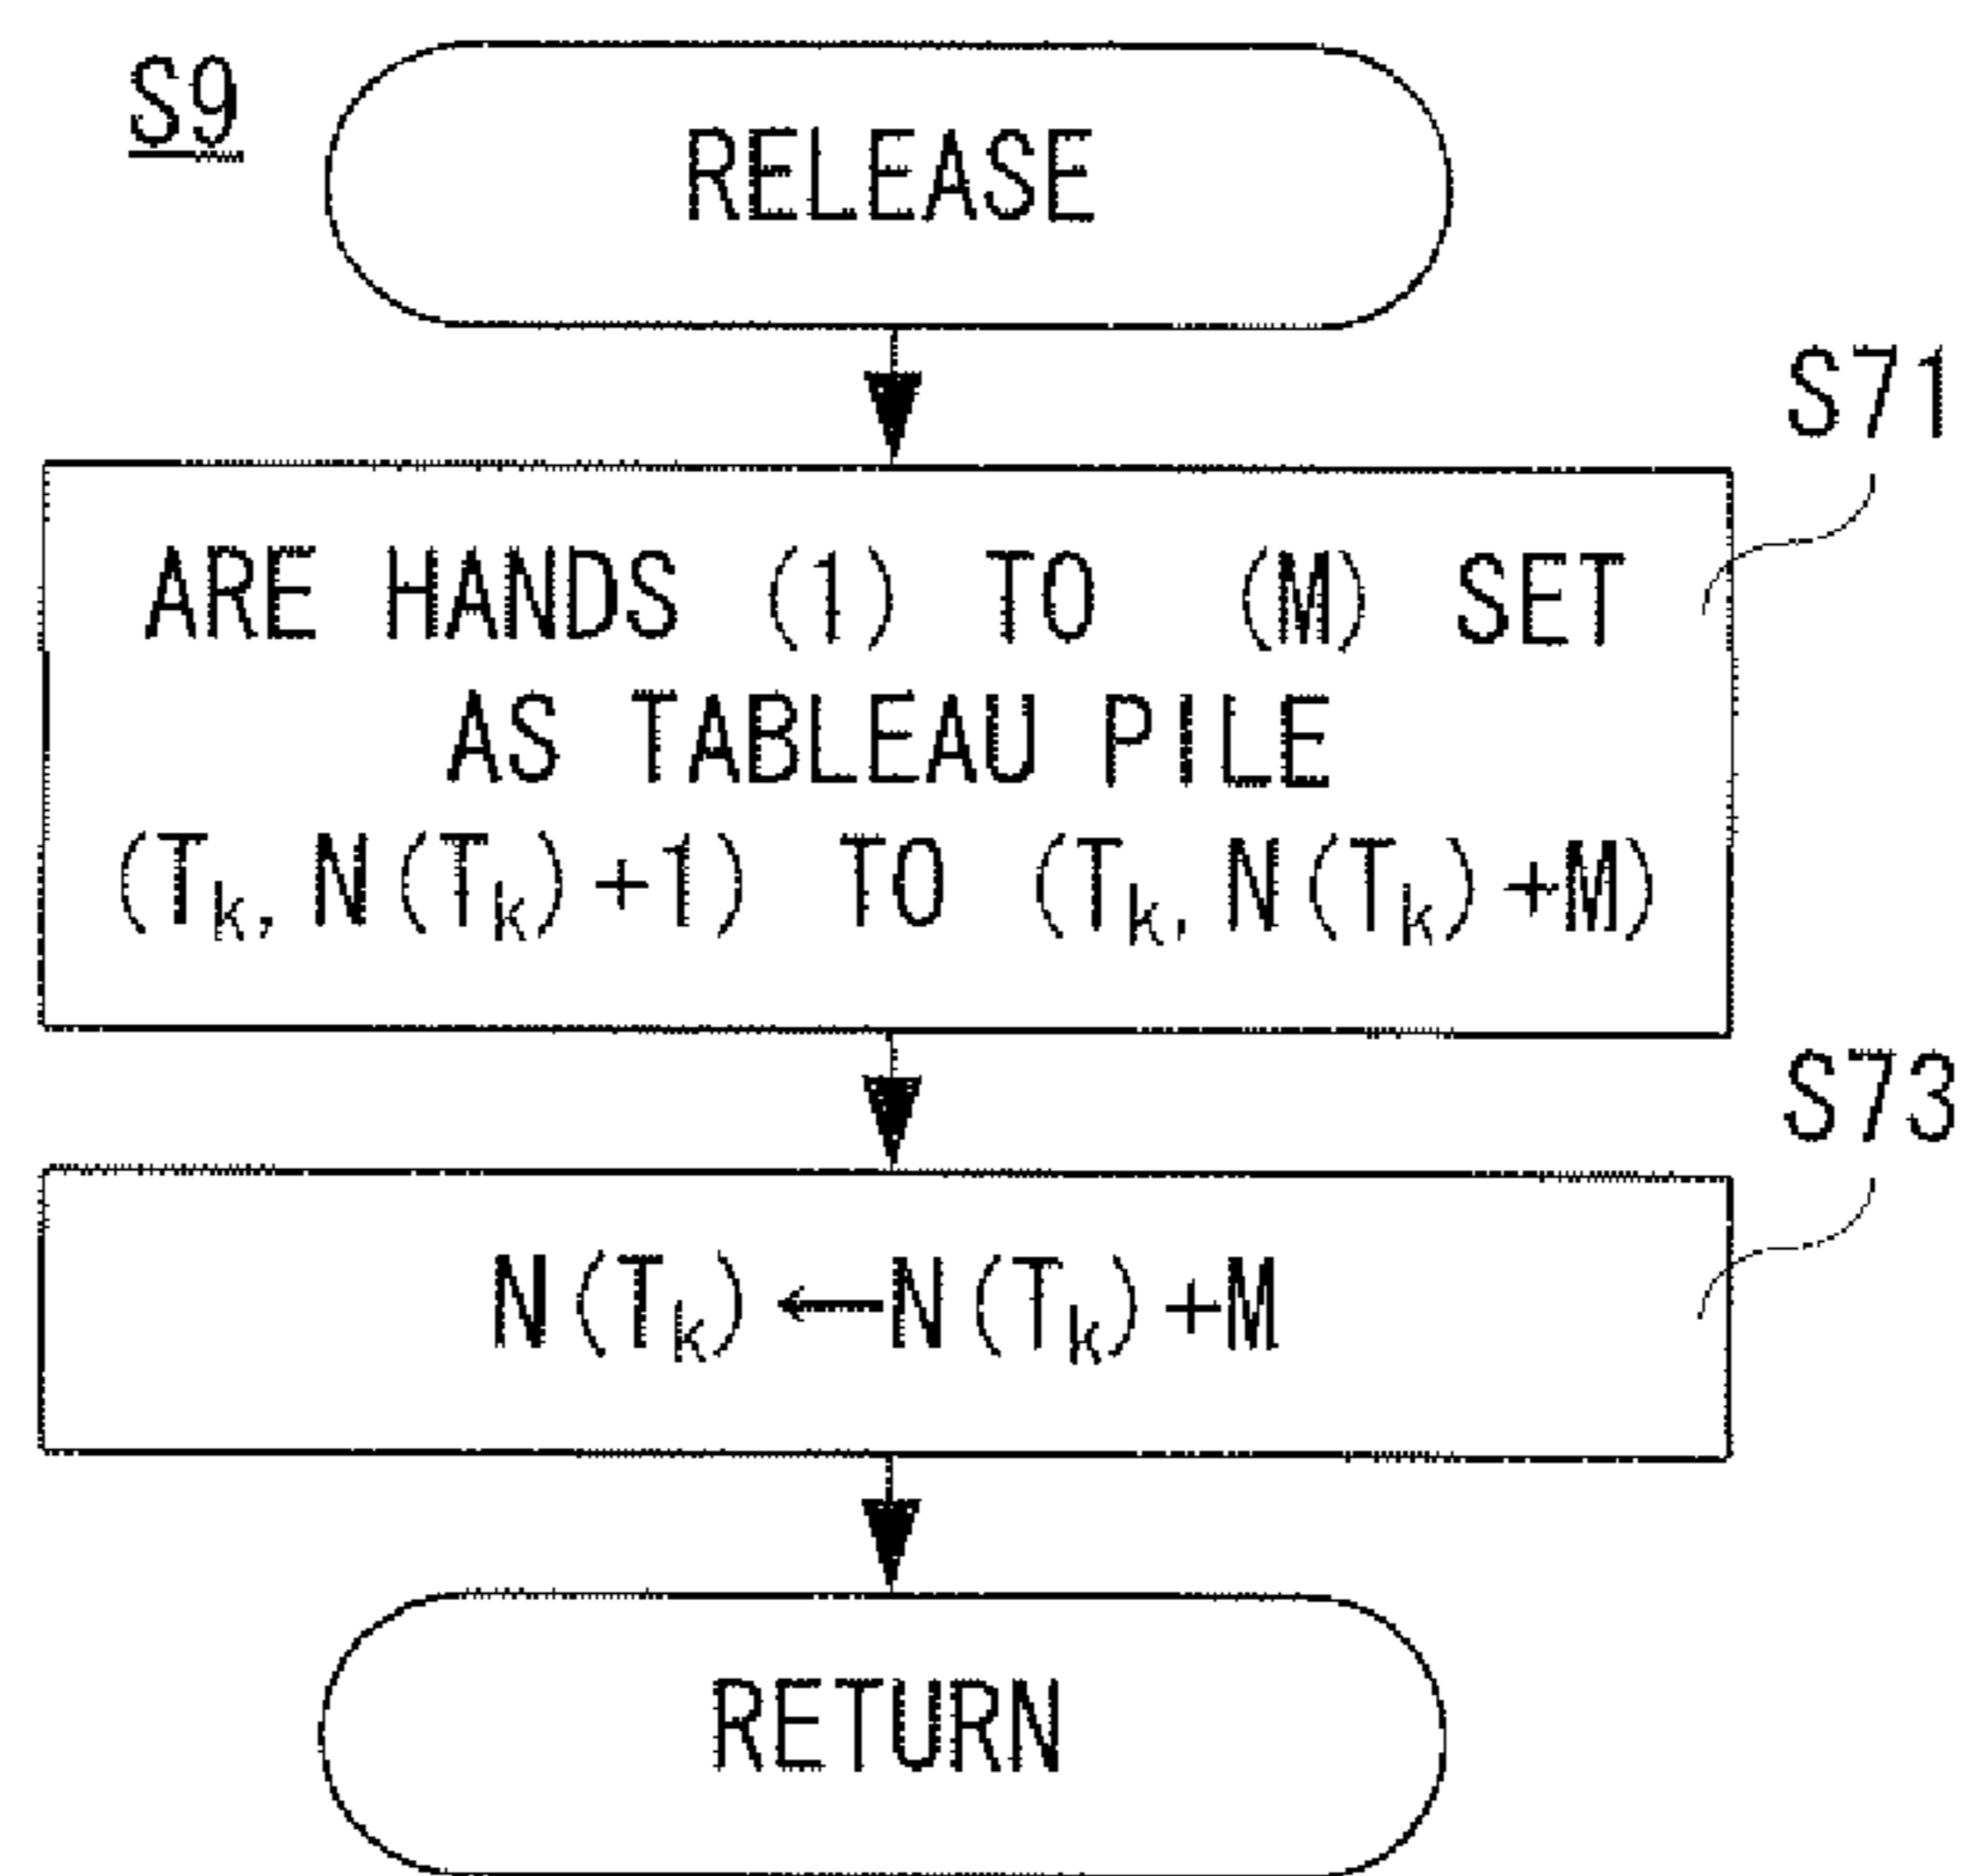 S9
RELEASE
S71
ARE HANDS (1) TO (M) SET
AS TABLEAU PILE
(Tk, N(Tk)+1) TO (Tk, N(Tk)+M)
S73
N(Tk)←N(Tk)+M
RETURN